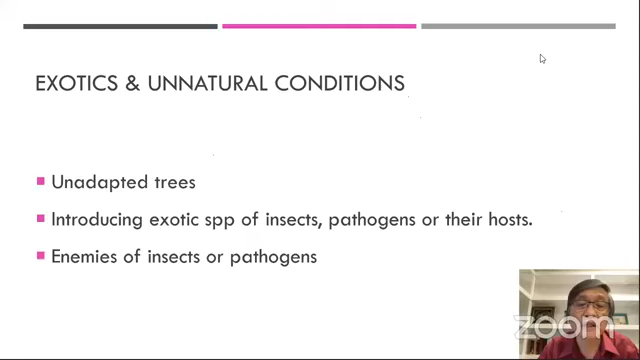 EXOTICS & UNNATURAL CONDITIONS
Unadapted trees
Introducing exotic spp of insects, pathogens or their hosts.
Enemies of insects or pathogens
zoom